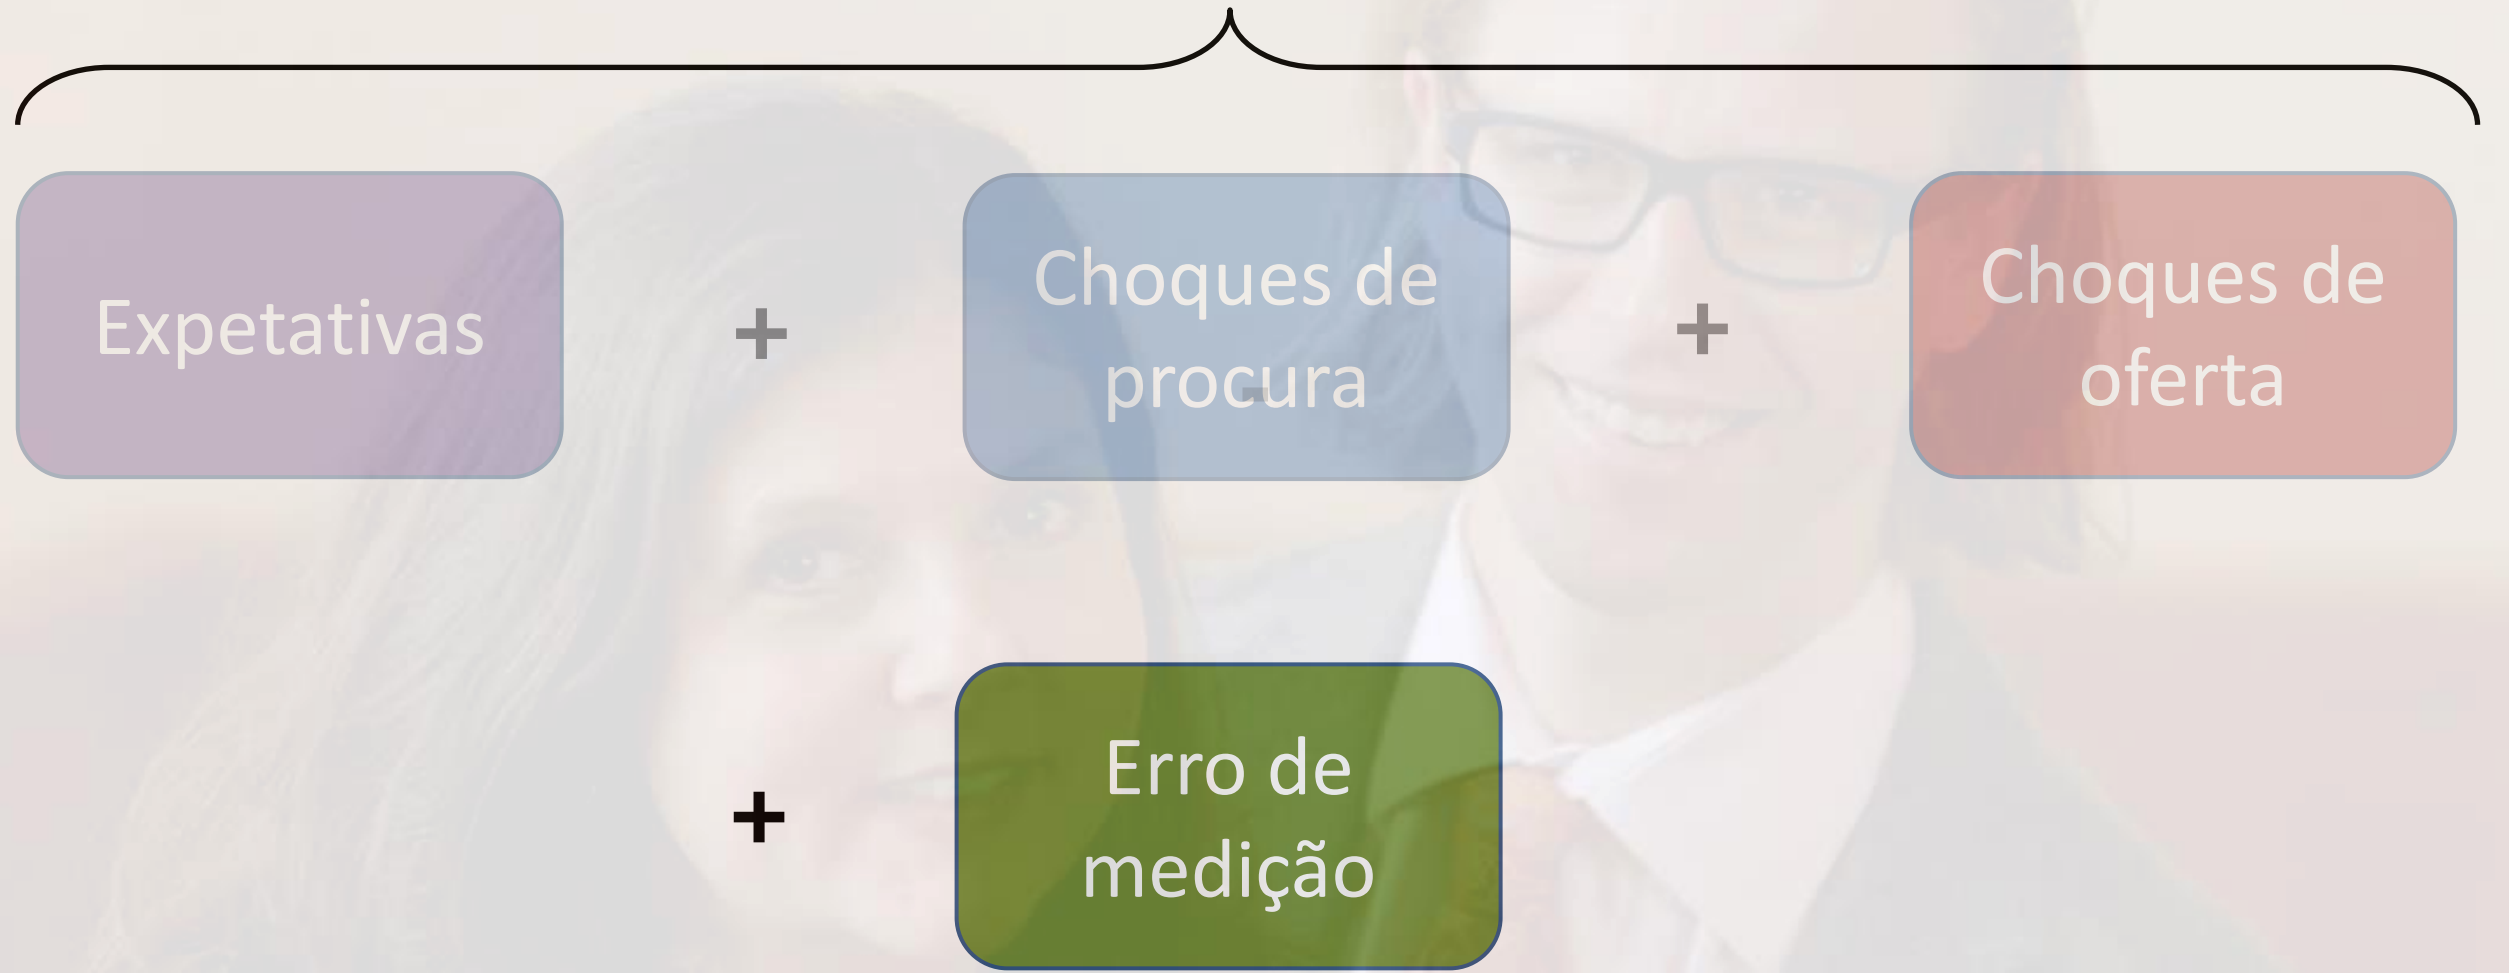 Expetativas
+
Choques de
procura
+
Choques de
oferta
+
Erro de
medição